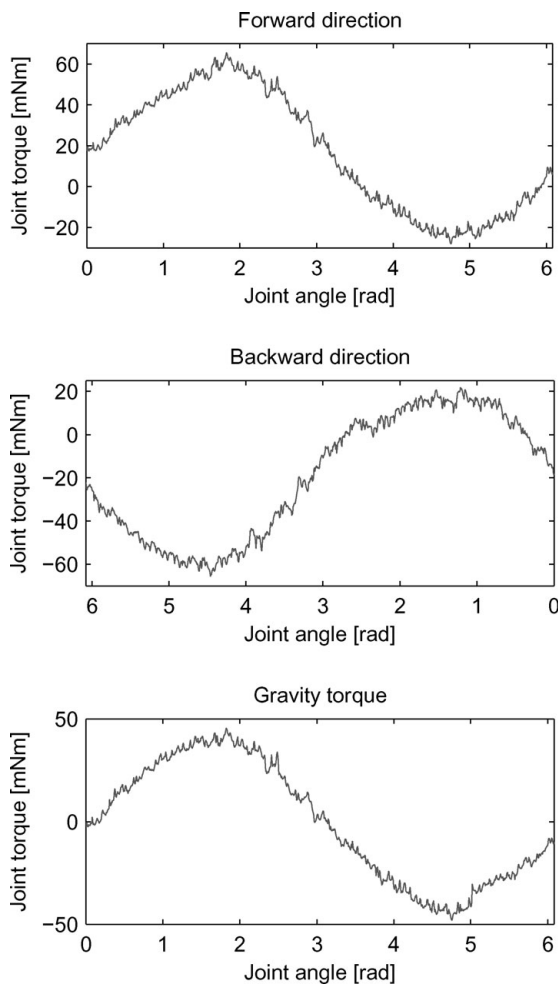 Forward direction
Joint torque [mNm]
60
40
20
0
−20
0 1 2 3 4 5 6
Joint angle [rad]
Backward direction
Joint torque [mNm]
20
0
−20
−40
−60
6 5 4 3 2 1 0
Joint angle [rad]
Gravity torque
Joint torque [mNm]
50
0
−50
0 1 2 3 4 5 6
Joint angle [rad]